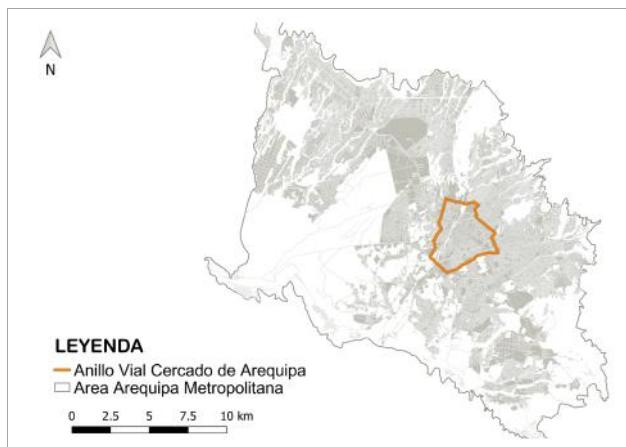 N
LEYENDA
Anillo Vial Cercado de Arequipa
Area Arequipa Metropolitana
0 2.5 5 7.5 10 km